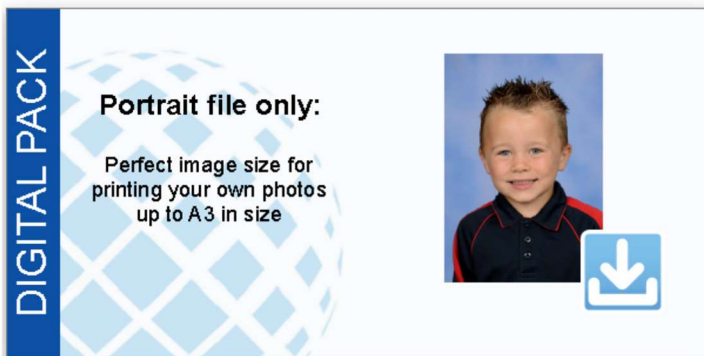 DIGITAL PACK
Portrait file only:
Perfect image size for
printing your own photos
up to A3 in size